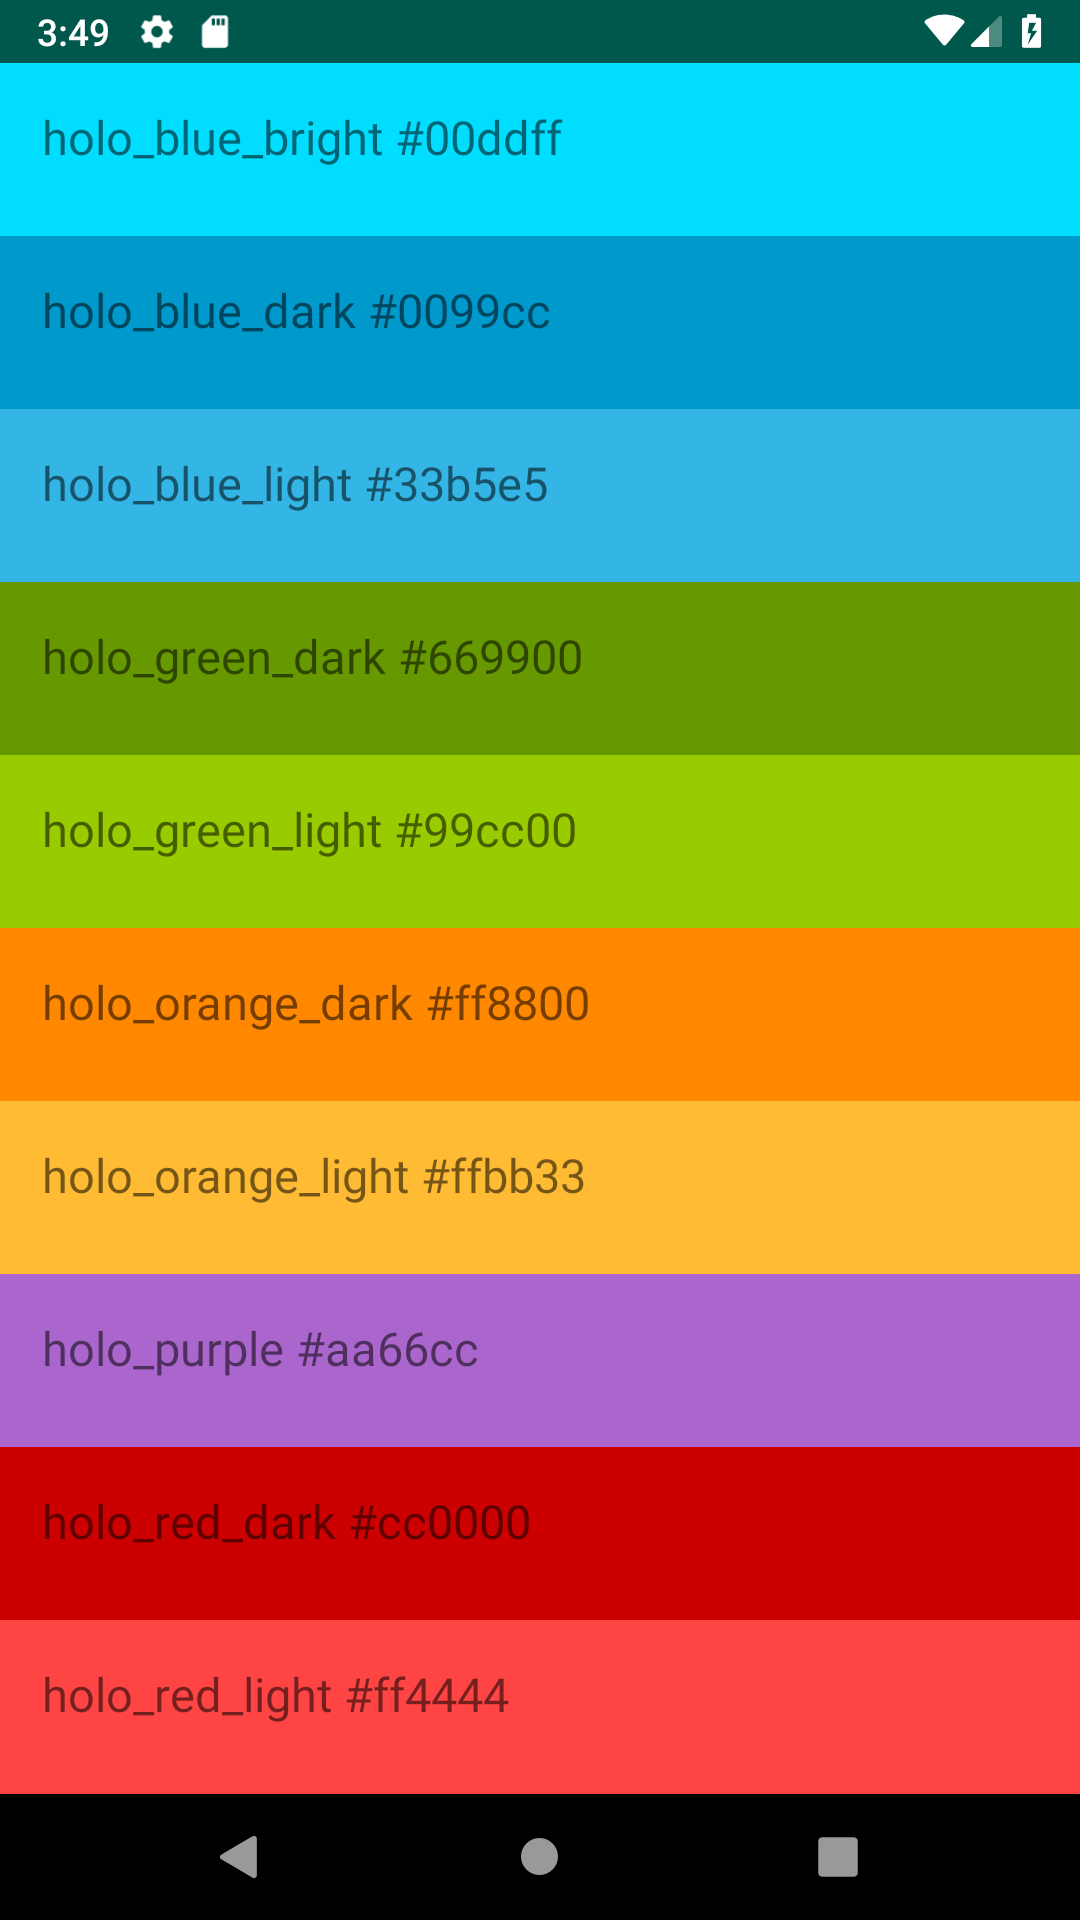 3:49
holo_blue_bright #00ddff
holo_blue_dark #0099cc
holo_blue_light #33b5e5
holo_green_dark #669900
holo_green_light #99cc00
holo_orange_dark #ff8800
holo_orange_light #ffbb33
holo_purple #aa66cc
holo_red_dark #cc0000
holo_red_light #ff4444